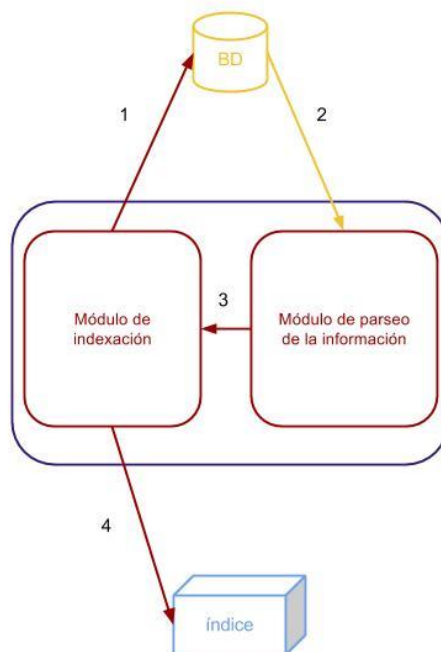 BD
1
2
3
Módulo de
indexación
Módulo de parseo
de la información
4
índice